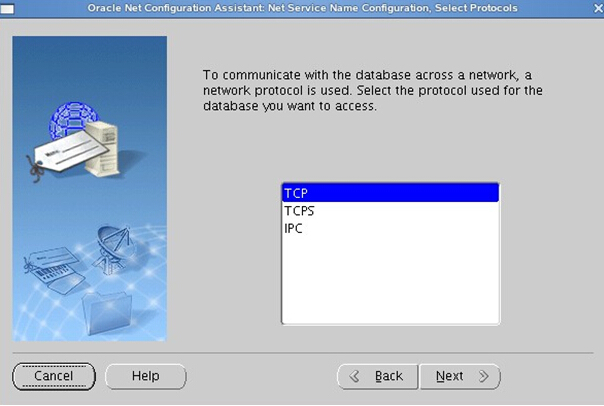 Oracle Net Configuration Assistant: Net Service Name Configuration, Select Protocols
To communicate with the database across a network, a
network protocol is used. Select the protocol used for the
database you want to access.
TCP
TCPS
IPC
Cancel
Help
Back
Next